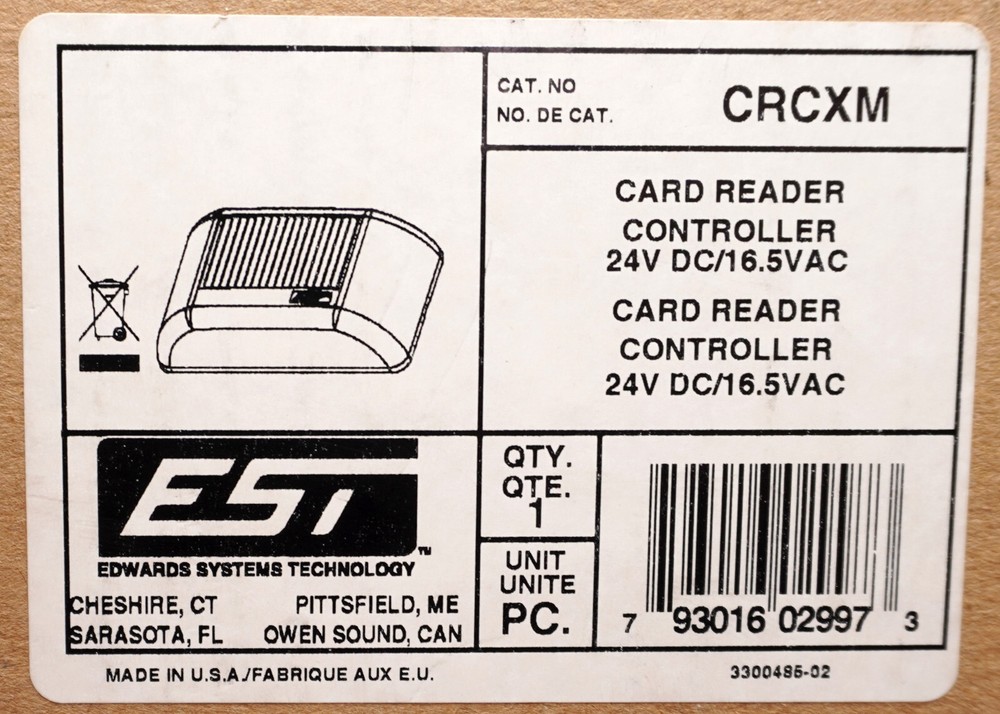 CAT. NO
NO. DE CAT.
CRCXM
CARD READER
CONTROLLER
24V DC/16.5VAC
CARD READER
CONTROLLER
24V DC/16.5VAC
EST
™
EDWARDS SYSTEMS TECHNOLOGY
CHESHIRE, CT PITTSFIELD, ME
SARASOTA, FL OWEN SOUND, CAN
QTY.
QTE.
1
UNIT
UNITE
PC.
7 93016 02997 3
MADE IN U.S.A./FABRIQUE AUX E.U.
3300485-02